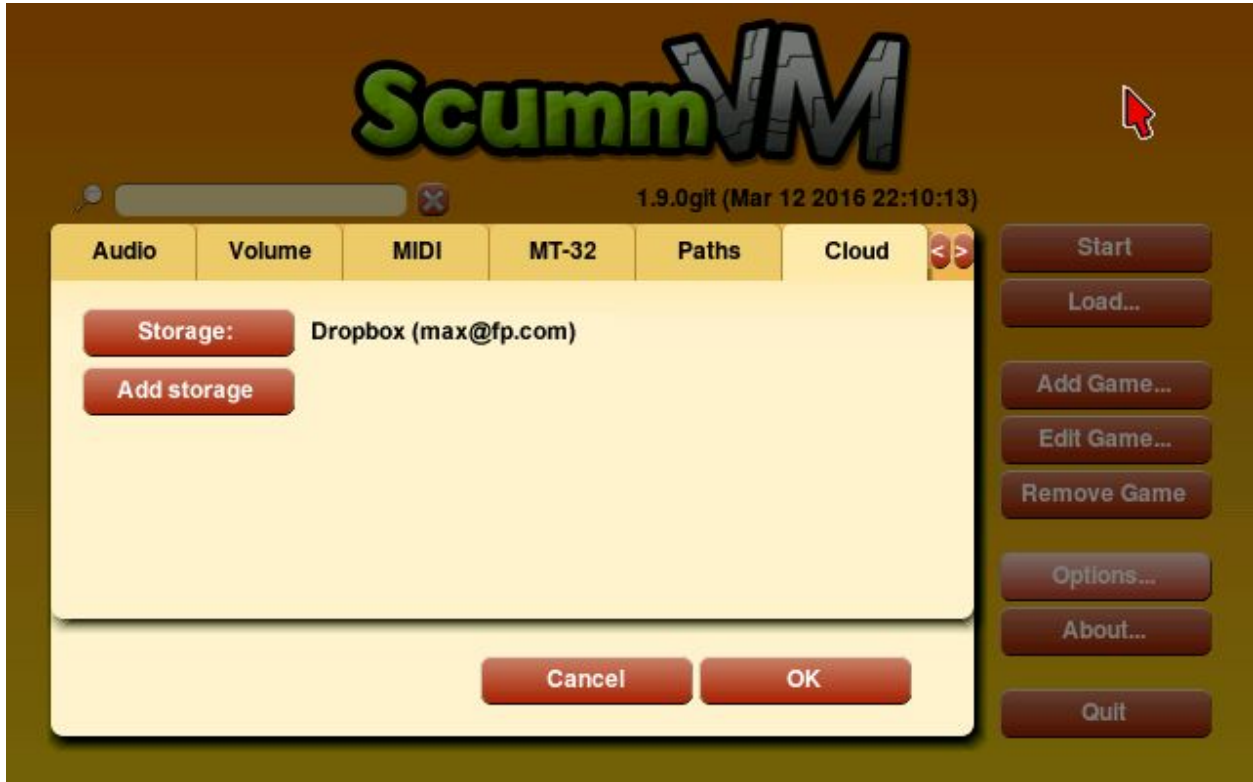 ScummVM
1.9.0git (Mar 12 2016 22:10:13)
Audio Volume MIDI MT-32 Paths Cloud < >
Storage: Dropbox (max@fp.com)
Add storage
Cancel OK
Start
Load...
Add Game...
Edit Game...
Remove Game
Options...
About...
Quit